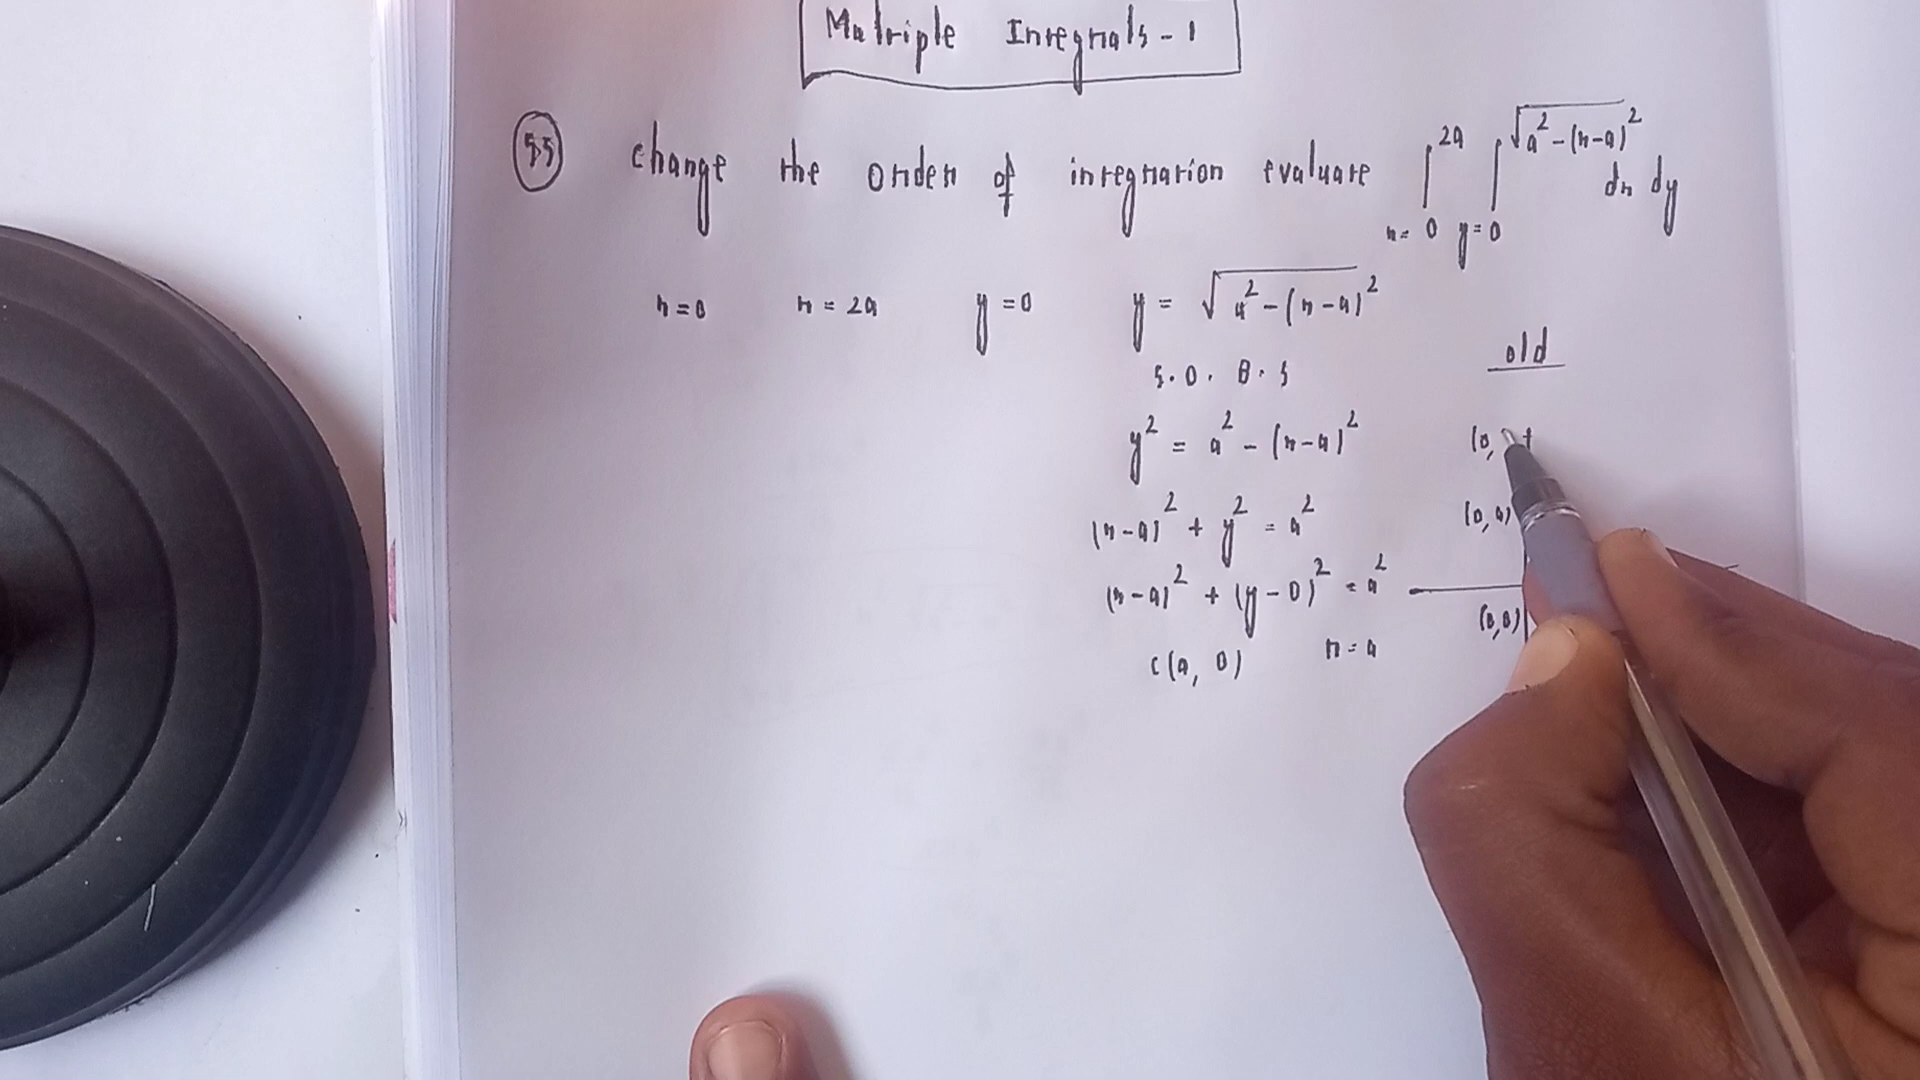 Multiple Integrals - 1
55 change the order of integration evaluate ∫ x=0 2a ∫ y=0 √a²-(x-a)² dx dy
x=0 x=2a y=0 y = √a²-(x-a)²
S.O.B.S
old
y² = a² - (x-a)²
(0,
(x-a)² + y² = a²
(0,a)
(x-a)² + (y-0)² = a²
(0,0)
c(a, 0) x=a